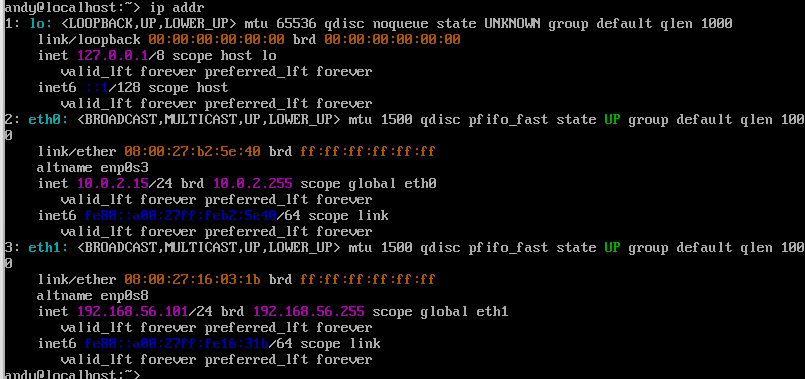 andy@localhost:~> ip addr
1: lo: <LOOPBACK,UP,LOWER_UP> mtu 65536 qdisc noqueue state UNKNOWN group default qlen 1000
    link/loopback 00:00:00:00:00:00 brd 00:00:00:00:00:00
    inet 127.0.0.1/8 scope host lo
       valid_lft forever preferred_lft forever
    inet6 ::1/128 scope host
       valid_lft forever preferred_lft forever
2: eth0: <BROADCAST,MULTICAST,UP,LOWER_UP> mtu 1500 qdisc pfifo_fast state UP group default qlen 100
0
    link/ether 08:00:27:b2:5e:40 brd ff:ff:ff:ff:ff:ff
    altname enp0s3
    inet 10.0.2.15/24 brd 10.0.2.255 scope global eth0
       valid_lft forever preferred_lft forever
    inet6 fe80::a00:27ff:feb2:5e40/64 scope link
       valid_lft forever preferred_lft forever
3: eth1: <BROADCAST,MULTICAST,UP,LOWER_UP> mtu 1500 qdisc pfifo_fast state UP group default qlen 100
0
    link/ether 08:00:27:16:03:1b brd ff:ff:ff:ff:ff:ff
    altname enp0s8
    inet 192.168.56.101/24 brd 192.168.56.255 scope global eth1
       valid_lft forever preferred_lft forever
    inet6 fe80::a00:27ff:fe16:31b/64 scope link
       valid_lft forever preferred_lft forever
andy@localhost:~>